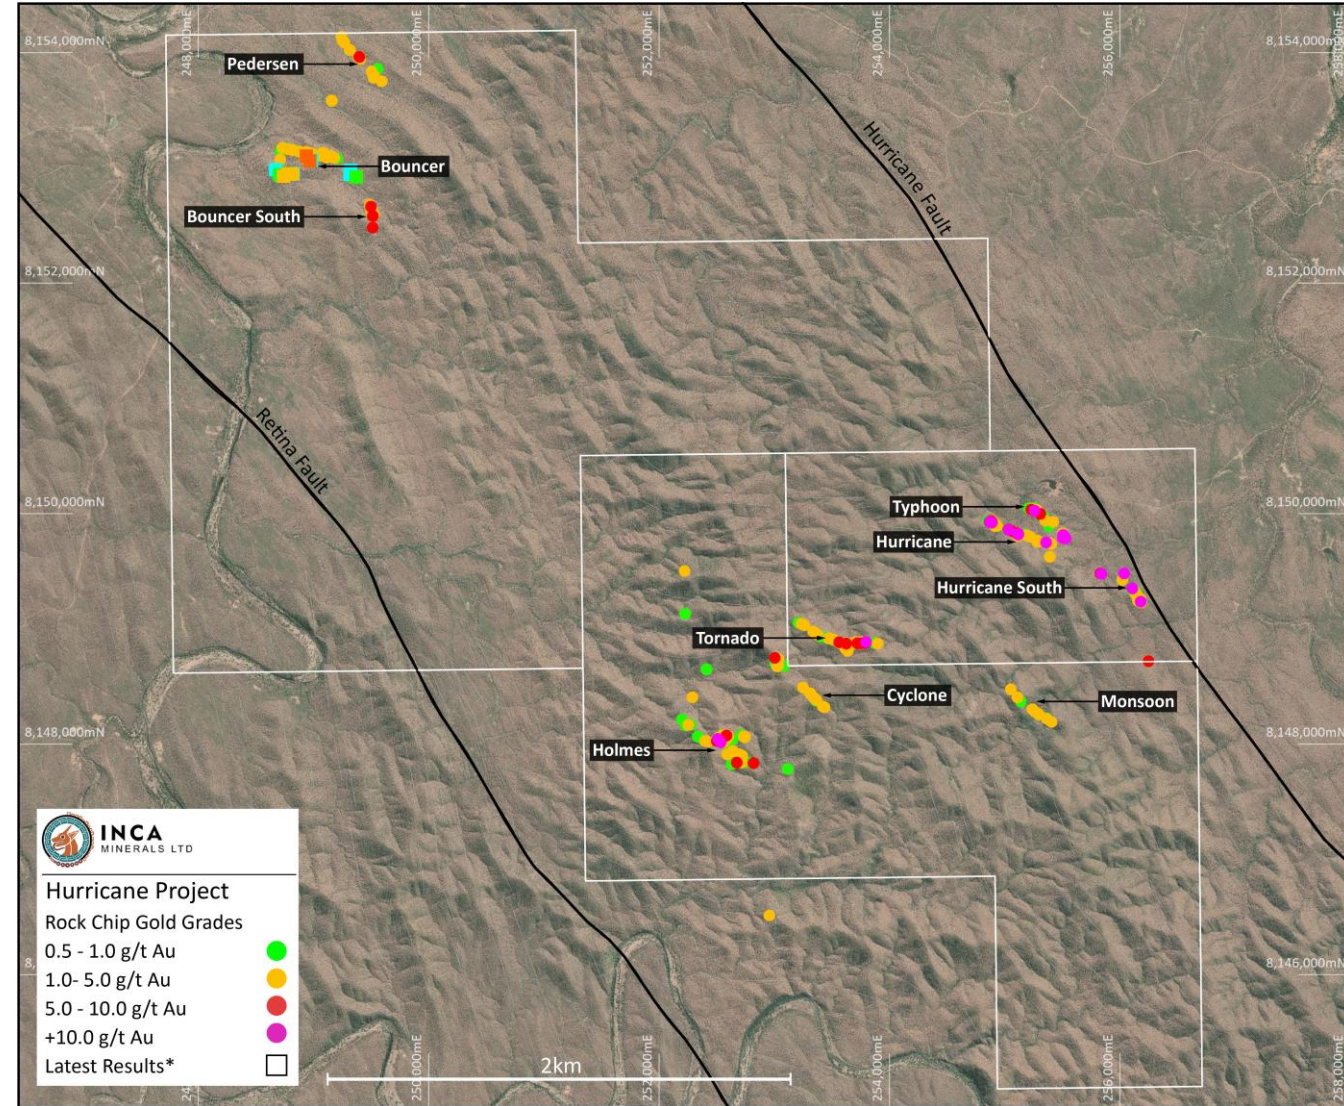 248,000mE
250,000mE
252,000mE
254,000mE
256,000mE
258,000mE
8,154,000mN
8,154,000mN
Pedersen
Bouncer
Bouncer South
Hurricane Fault
8,152,000mN
8,152,000mN
Retina Fault
8,150,000mN
8,150,000mN
Typhoon
Hurricane
Hurricane South
Tornado
Cyclone
Monsoon
Holmes
8,148,000mN
8,148,000mN
INCA
MINERALS LTD
Hurricane Project
Rock Chip Gold Grades
0.5 - 1.0 g/t Au
1.0- 5.0 g/t Au
5.0 - 10.0 g/t Au
+10.0 g/t Au
Latest Results*
8,146,000mN
2km
250,000mE
252,000mE
254,000mE
256,000mE
258,000mE